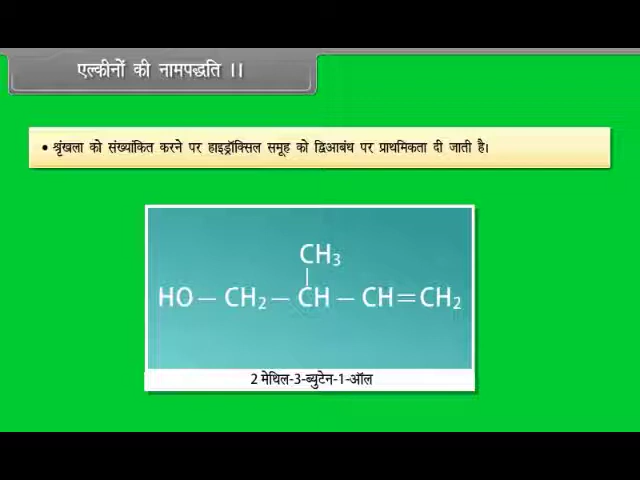 एल्कीनों की नामपद्धति II
• श्रृंखला को संख्यांकित करने पर हाइड्रॉक्सिल समूह को द्विआबंध पर प्राथमिकता दी जाती है।
CH₃
HO – CH₂ – CH – CH = CH₂
2 मेथिल-3-ब्युटेन-1-ऑल